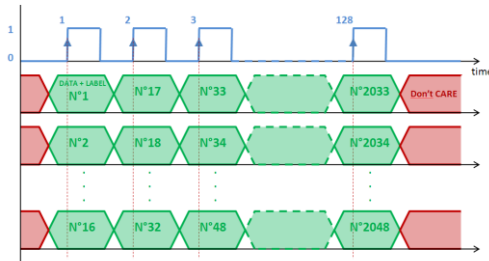 1 2 3 128
1
0
time
DATA + LABEL
N°1 N°17 N°33 N°2033 Don't CARE
N°2 N°18 N°34 N°2034
N°16 N°32 N°48 N°2048